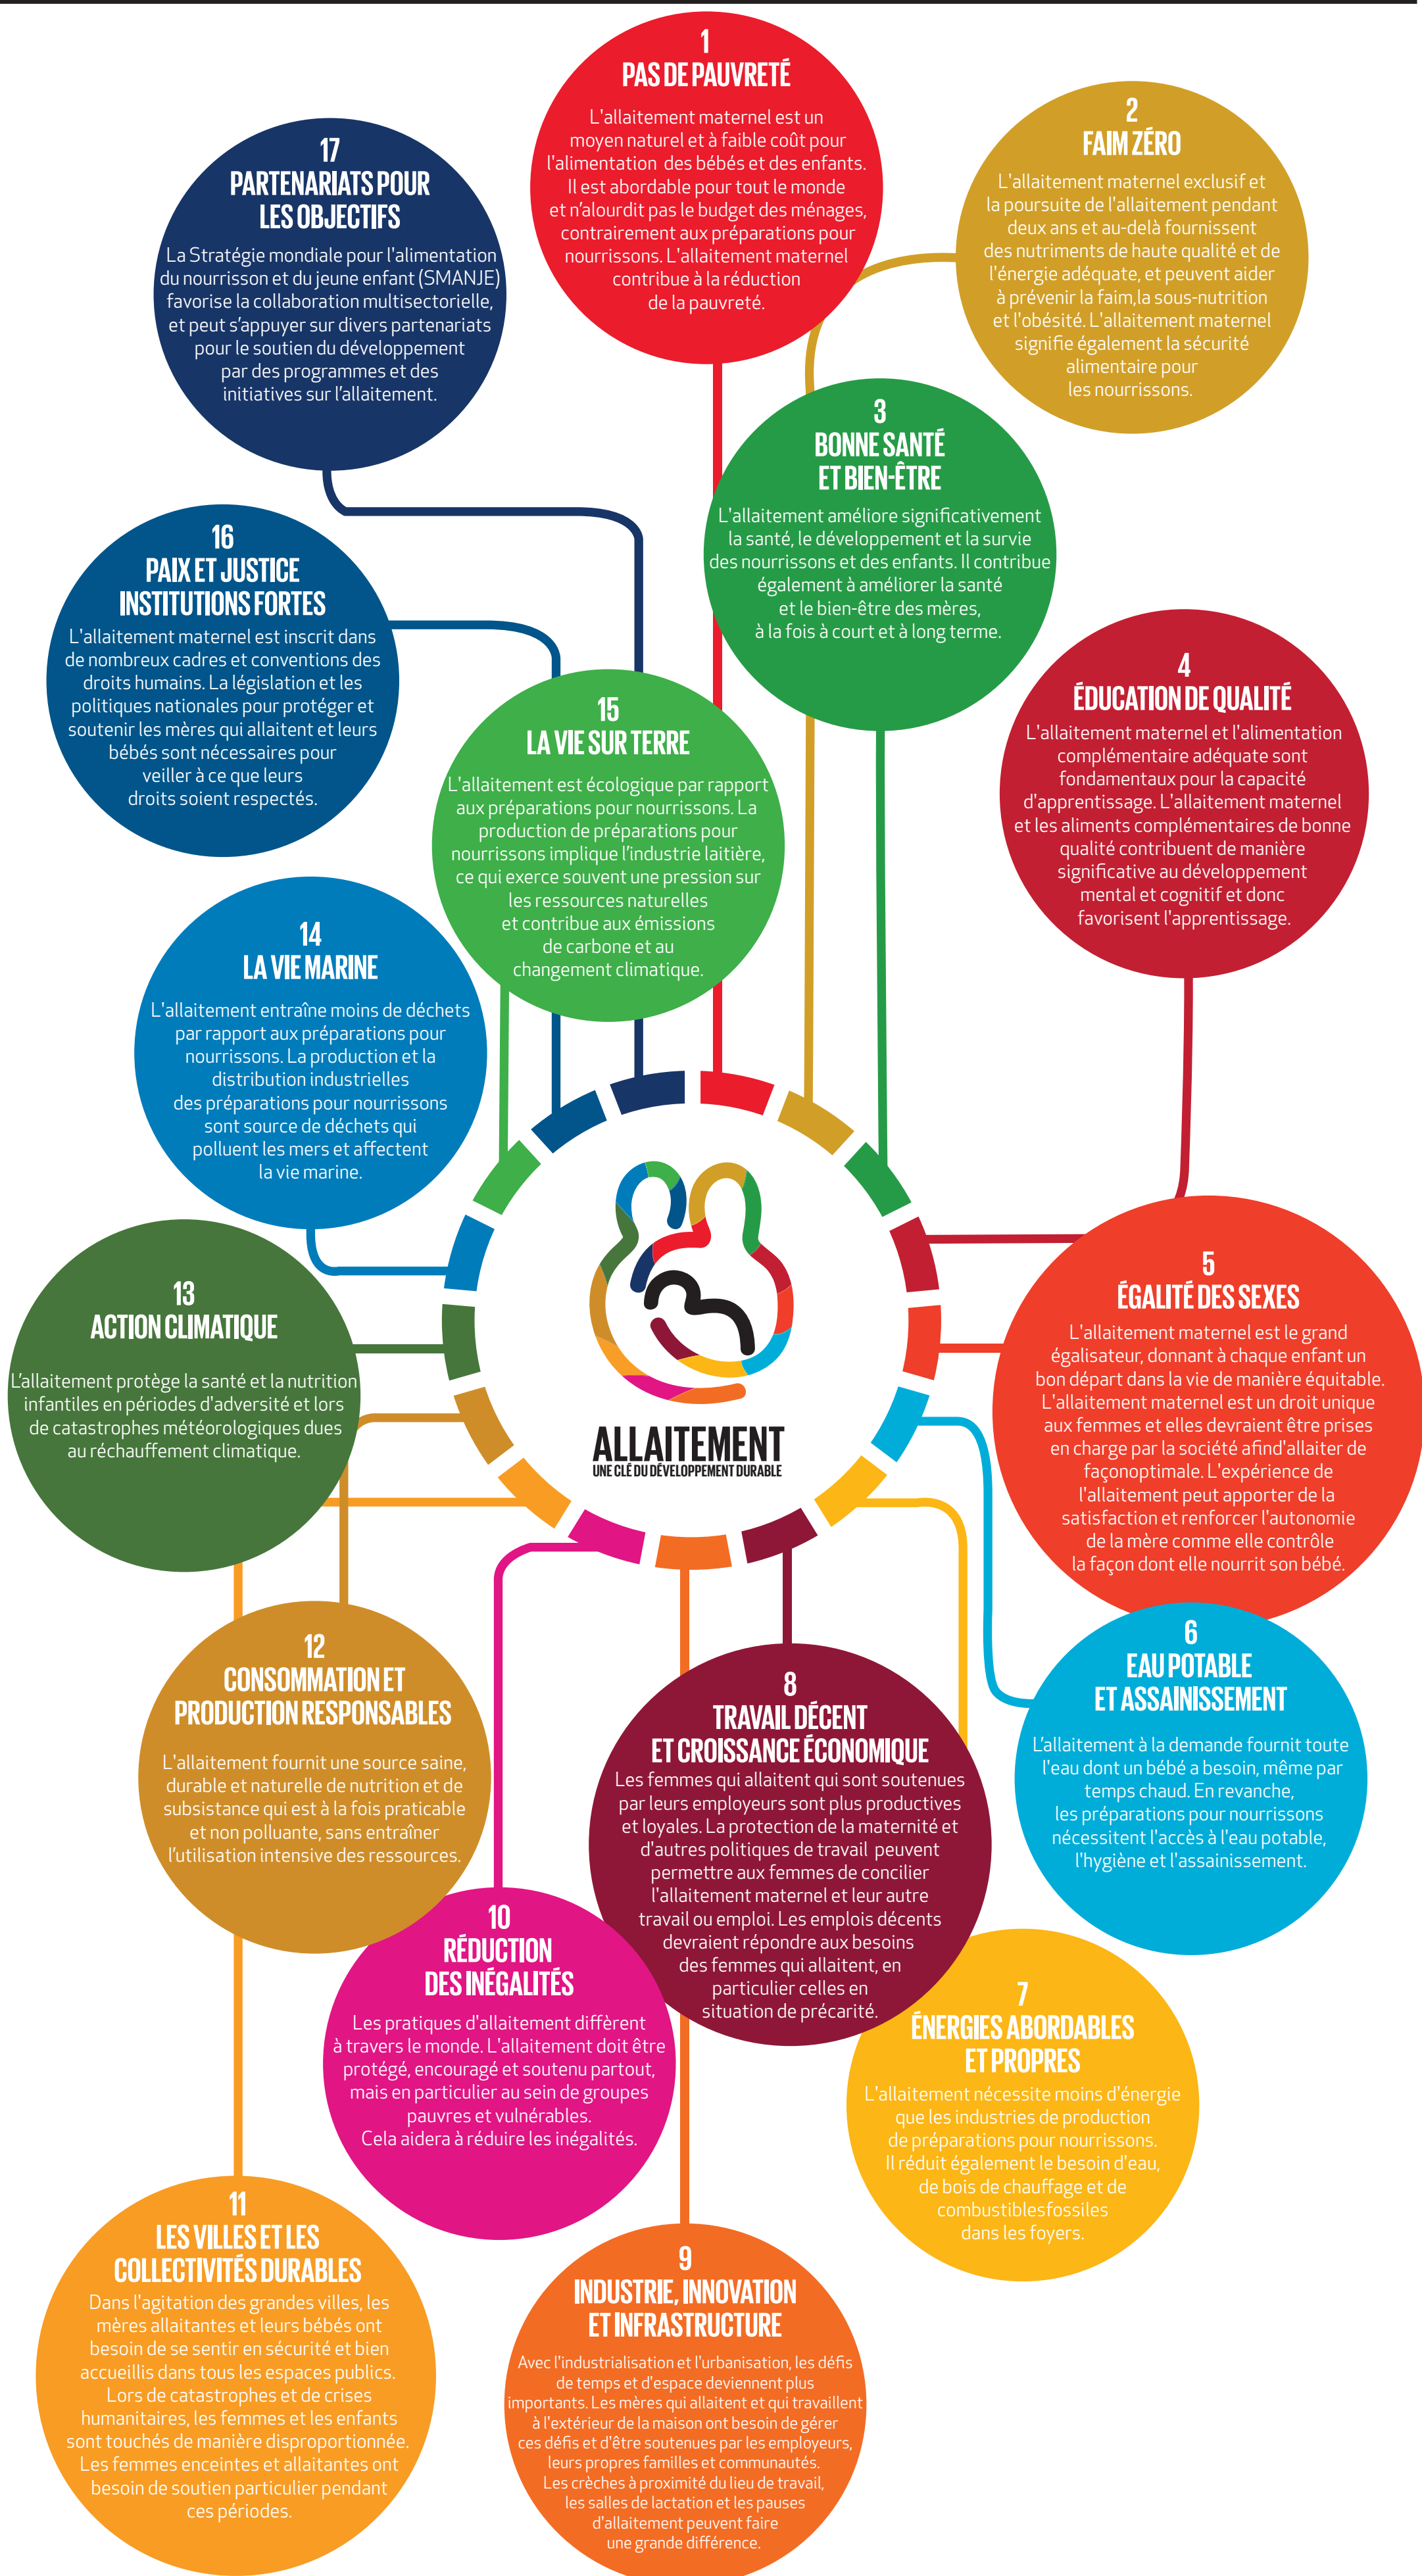 1
PAS DE PAUVRETÉ
L'allaitement maternel est un
moyen naturel et à faible coût pour
l'alimentation des bébés et des enfants.
Il est abordable pour tout le monde
et n’alourdit pas le budget des ménages,
contrairement aux préparations pour
nourrissons. L'allaitement maternel
contribue à la réduction
de la pauvreté.
2
FAIM ZÉRO
L'allaitement maternel exclusif et
la poursuite de l'allaitement pendant
deux ans et au-delà fournissent
des nutriments de haute qualité et de
l'énergie adéquate, et peuvent aider
à prévenir la faim,la sous-nutrition
et l'obésité. L'allaitement maternel
signifie également la sécurité
alimentaire pour
les nourrissons.
3
BONNE SANTÉ
ET BIEN-ÊTRE
L'allaitement améliore significativement
la santé, le développement et la survie
des nourrissons et des enfants. Il contribue
également à améliorer la santé
et le bien-être des mères,
à la fois à court et à long terme.
4
ÉDUCATION DE QUALITÉ
L'allaitement maternel et l'alimentation
complémentaire adéquate sont
fondamentaux pour la capacité
d'apprentissage. L'allaitement maternel
et les aliments complémentaires de bonne
qualité contribuent de manière
significative au développement
mental et cognitif et donc
favorisent l'apprentissage.
5
ÉGALITÉ DES SEXES
L'allaitement maternel est le grand
égalisateur, donnant à chaque enfant un
bon départ dans la vie de manière équitable.
L'allaitement maternel est un droit unique
aux femmes et elles devraient être prises
en charge par la société afind'allaiter de
façonoptimale. L'expérience de
l'allaitement peut apporter de la
satisfaction et renforcer l'autonomie
de la mère comme elle contrôle
la façon dont elle nourrit son bébé.
6
EAU POTABLE
ET ASSAINISSEMENT
L’allaitement à la demande fournit toute
l'eau dont un bébé a besoin, même par
temps chaud. En revanche,
les préparations pour nourrissons
nécessitent l'accès à l'eau potable,
l'hygiène et l'assainissement.
7
ÉNERGIES ABORDABLES
ET PROPRES
L'allaitement nécessite moins d'énergie
que les industries de production
de préparations pour nourrissons.
Il réduit également le besoin d'eau,
de bois de chauffage et de
combustiblesfossiles
dans les foyers.
8
TRAVAIL DÉCENT
ET CROISSANCE ÉCONOMIQUE
Les femmes qui allaitent qui sont soutenues
par leurs employeurs sont plus productives
et loyales. La protection de la maternité et
d'autres politiques de travail peuvent
permettre aux femmes de concilier
l'allaitement maternel et leur autre
travail ou emploi. Les emplois décents
devraient répondre aux besoins
des femmes qui allaitent, en
particulier celles en
situation de précarité.
9
INDUSTRIE, INNOVATION
ET INFRASTRUCTURE
Avec l'industrialisation et l'urbanisation, les défis
de temps et d'espace deviennent plus
importants. Les mères qui allaitent et qui travaillent
à l'extérieur de la maison ont besoin de gérer
ces défis et d'être soutenues par les employeurs,
leurs propres familles et communautés.
Les crèches à proximité du lieu de travail,
les salles de lactation et les pauses
d'allaitement peuvent faire
une grande différence.
10
RÉDUCTION
DES INÉGALITÉS
Les pratiques d'allaitement diffèrent
à travers le monde. L'allaitement doit être
protégé, encouragé et soutenu partout,
mais en particulier au sein de groupes
pauvres et vulnérables.
Cela aidera à réduire les inégalités.
11
LES VILLES ET LES
COLLECTIVITÉS DURABLES
Dans l'agitation des grandes villes, les
mères allaitantes et leurs bébés ont
besoin de se sentir en sécurité et bien
accueillis dans tous les espaces publics.
Lors de catastrophes et de crises
humanitaires, les femmes et les enfants
sont touchés de manière disproportionnée.
Les femmes enceintes et allaitantes ont
besoin de soutien particulier pendant
ces périodes.
12
CONSOMMATION ET
PRODUCTION RESPONSABLES
L'allaitement fournit une source saine,
durable et naturelle de nutrition et de
subsistance qui est à la fois praticable
et non polluante, sans entraîner
l’utilisation intensive des ressources.
13
ACTION CLIMATIQUE
L’allaitement protège la santé et la nutrition
infantiles en périodes d'adversité et lors
de catastrophes météorologiques dues
au réchauffement climatique.
14
LA VIE MARINE
L'allaitement entraîne moins de déchets
par rapport aux préparations pour
nourrissons. La production et la
distribution industrielles
des préparations pour nourrissons
sont source de déchets qui
polluent les mers et affectent
la vie marine.
15
LA VIE SUR TERRE
L'allaitement est écologique par rapport
aux préparations pour nourrissons. La
production de préparations pour
nourrissons implique l’industrie laitière,
ce qui exerce souvent une pression sur
les ressources naturelles
et contribue aux émissions
de carbone et au
changement climatique.
16
PAIX ET JUSTICE
INSTITUTIONS FORTES
L'allaitement maternel est inscrit dans
de nombreux cadres et conventions des
droits humains. La législation et les
politiques nationales pour protéger et
soutenir les mères qui allaitent et leurs
bébés sont nécessaires pour
veiller à ce que leurs
droits soient respectés.
17
PARTENARIATS POUR
LES OBJECTIFS
La Stratégie mondiale pour l'alimentation
du nourrisson et du jeune enfant (SMANJE)
favorise la collaboration multisectorielle,
et peut s’appuyer sur divers partenariats
pour le soutien du développement
par des programmes et des
initiatives sur l’allaitement.
ALLAITEMENT
UNE CLÉ DU DÉVELOPPEMENT DURABLE